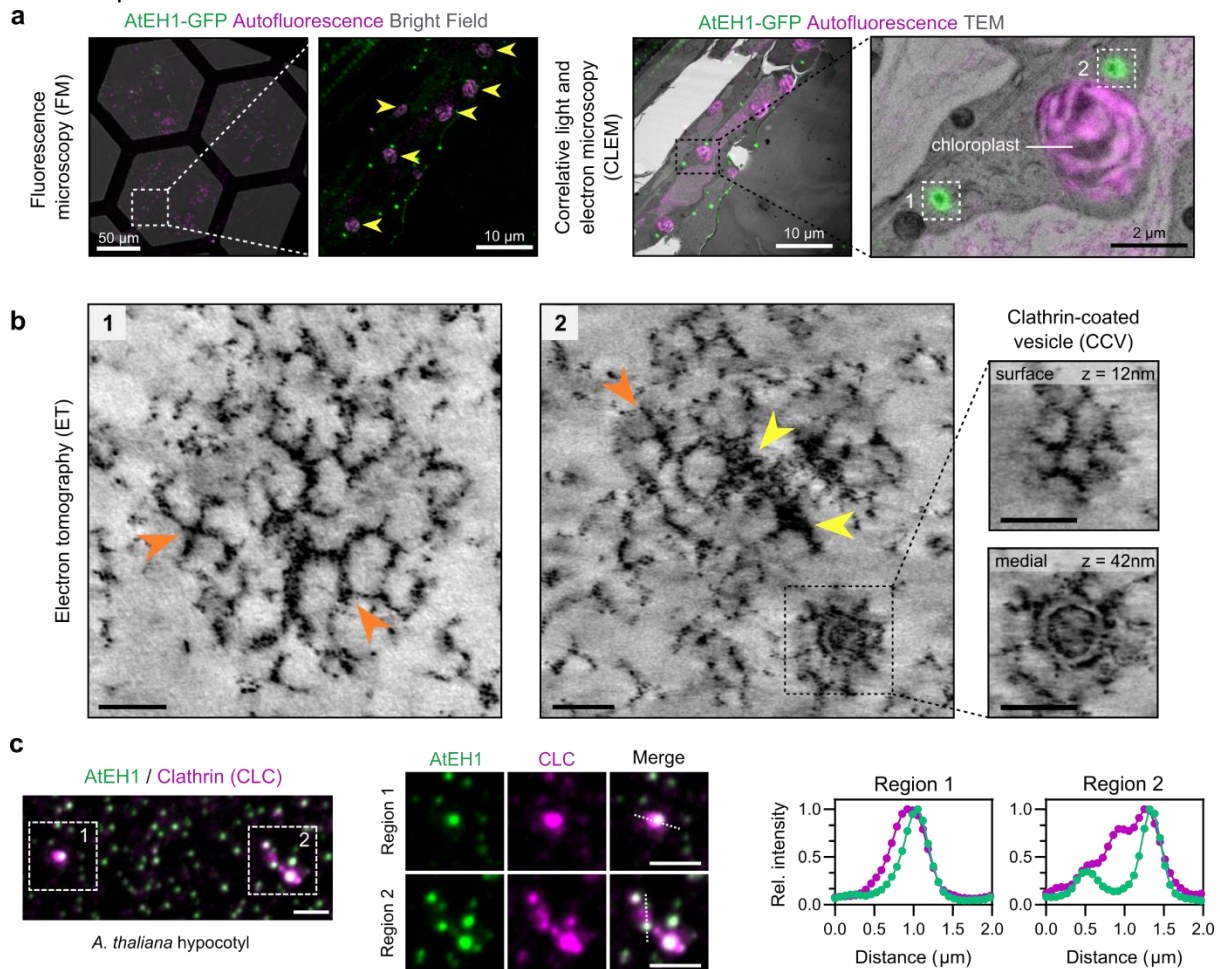 a
AtEH1-GFP Autofluorescence Bright Field
AtEH1-GFP Autofluorescence TEM
Fluorescence
microscopy (FM)
50 µm
10 µm
Correlative light and
electron microscopy
(CLEM)
10 µm
chloroplast
1
2
2 µm
b
Electron tomography (ET)
1
2
Clathrin-coated
vesicle (CCV)
surface z = 12nm
medial z = 42nm
c
AtEH1 / Clathrin (CLC)
1
2
A. thaliana hypocotyl
AtEH1 CLC Merge
Region 1
Region 2
Region 1
Rel. intensity
1.0
0.5
0.0
0.0 0.5 1.0 1.5 2.0
Distance (µm)
Region 2
1.0
0.5
0.0
0.0 0.5 1.0 1.5 2.0
Distance (µm)